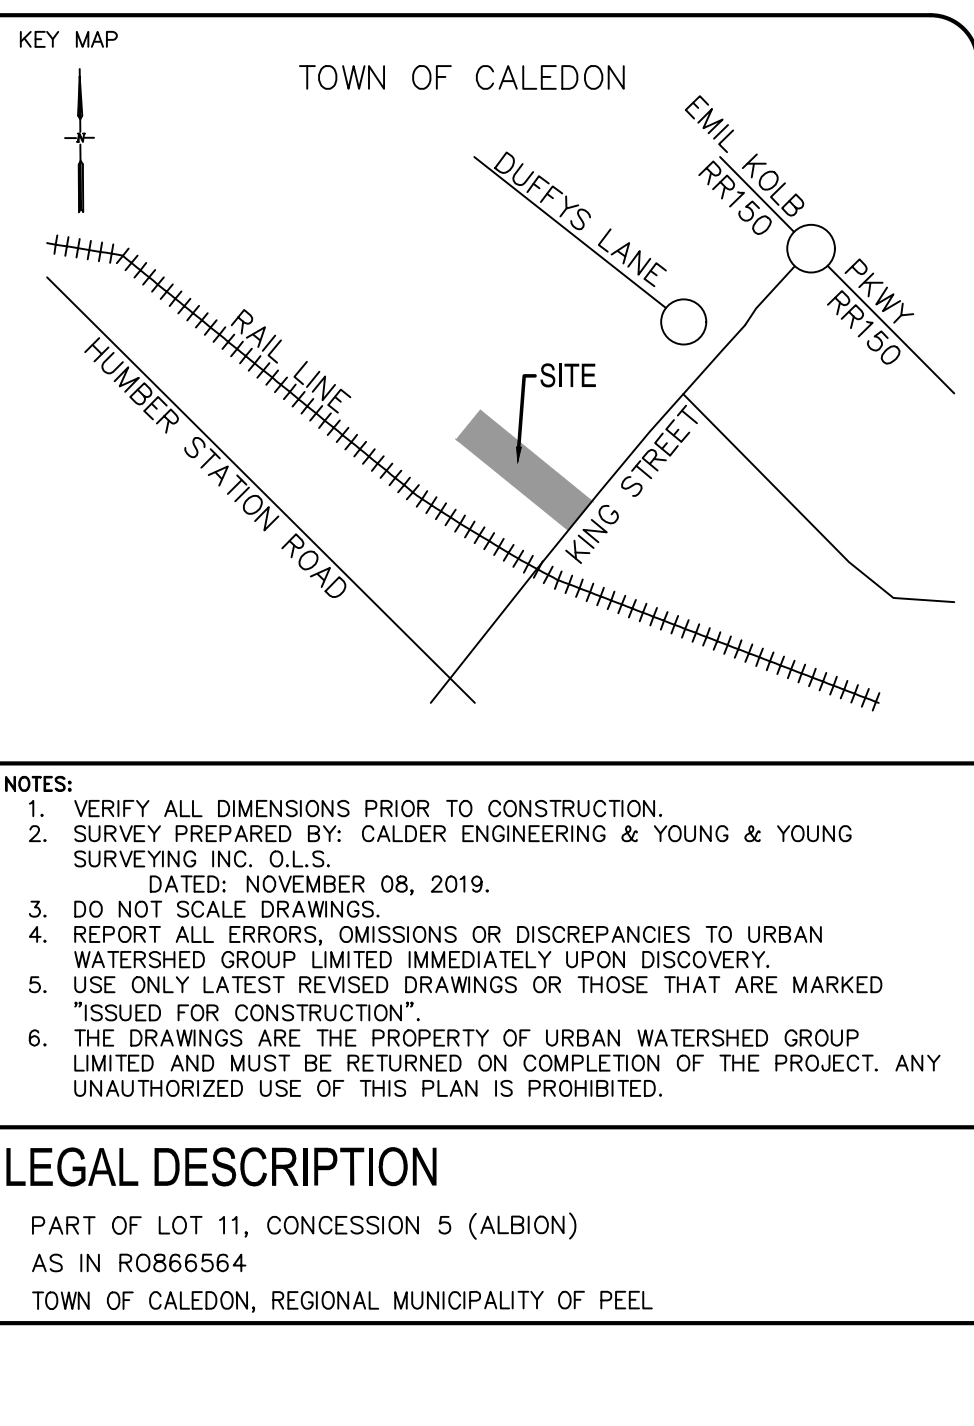 KEY MAP
TOWN OF CALEDON
N
EMIL KOLB
RR150
PKWY
RR150
DUFFYS LANE
RAIL LINE
SITE
HUMBER STATION ROAD
KING STREET
NOTES:
1. VERIFY ALL DIMENSIONS PRIOR TO CONSTRUCTION.
2. SURVEY PREPARED BY: CALDER ENGINEERING & YOUNG & YOUNG
SURVEYING INC. O.L.S.
DATED: NOVEMBER 08, 2019.
3. DO NOT SCALE DRAWINGS.
4. REPORT ALL ERRORS, OMISSIONS OR DISCREPANCIES TO URBAN
WATERSHED GROUP LIMITED IMMEDIATELY UPON DISCOVERY.
5. USE ONLY LATEST REVISED DRAWINGS OR THOSE THAT ARE MARKED
"ISSUED FOR CONSTRUCTION".
6. THE DRAWINGS ARE THE PROPERTY OF URBAN WATERSHED GROUP
LIMITED AND MUST BE RETURNED ON COMPLETION OF THE PROJECT. ANY
UNAUTHORIZED USE OF THIS PLAN IS PROHIBITED.
LEGAL DESCRIPTION
PART OF LOT 11, CONCESSION 5 (ALBION)
AS IN RO866564
TOWN OF CALEDON, REGIONAL MUNICIPALITY OF PEEL